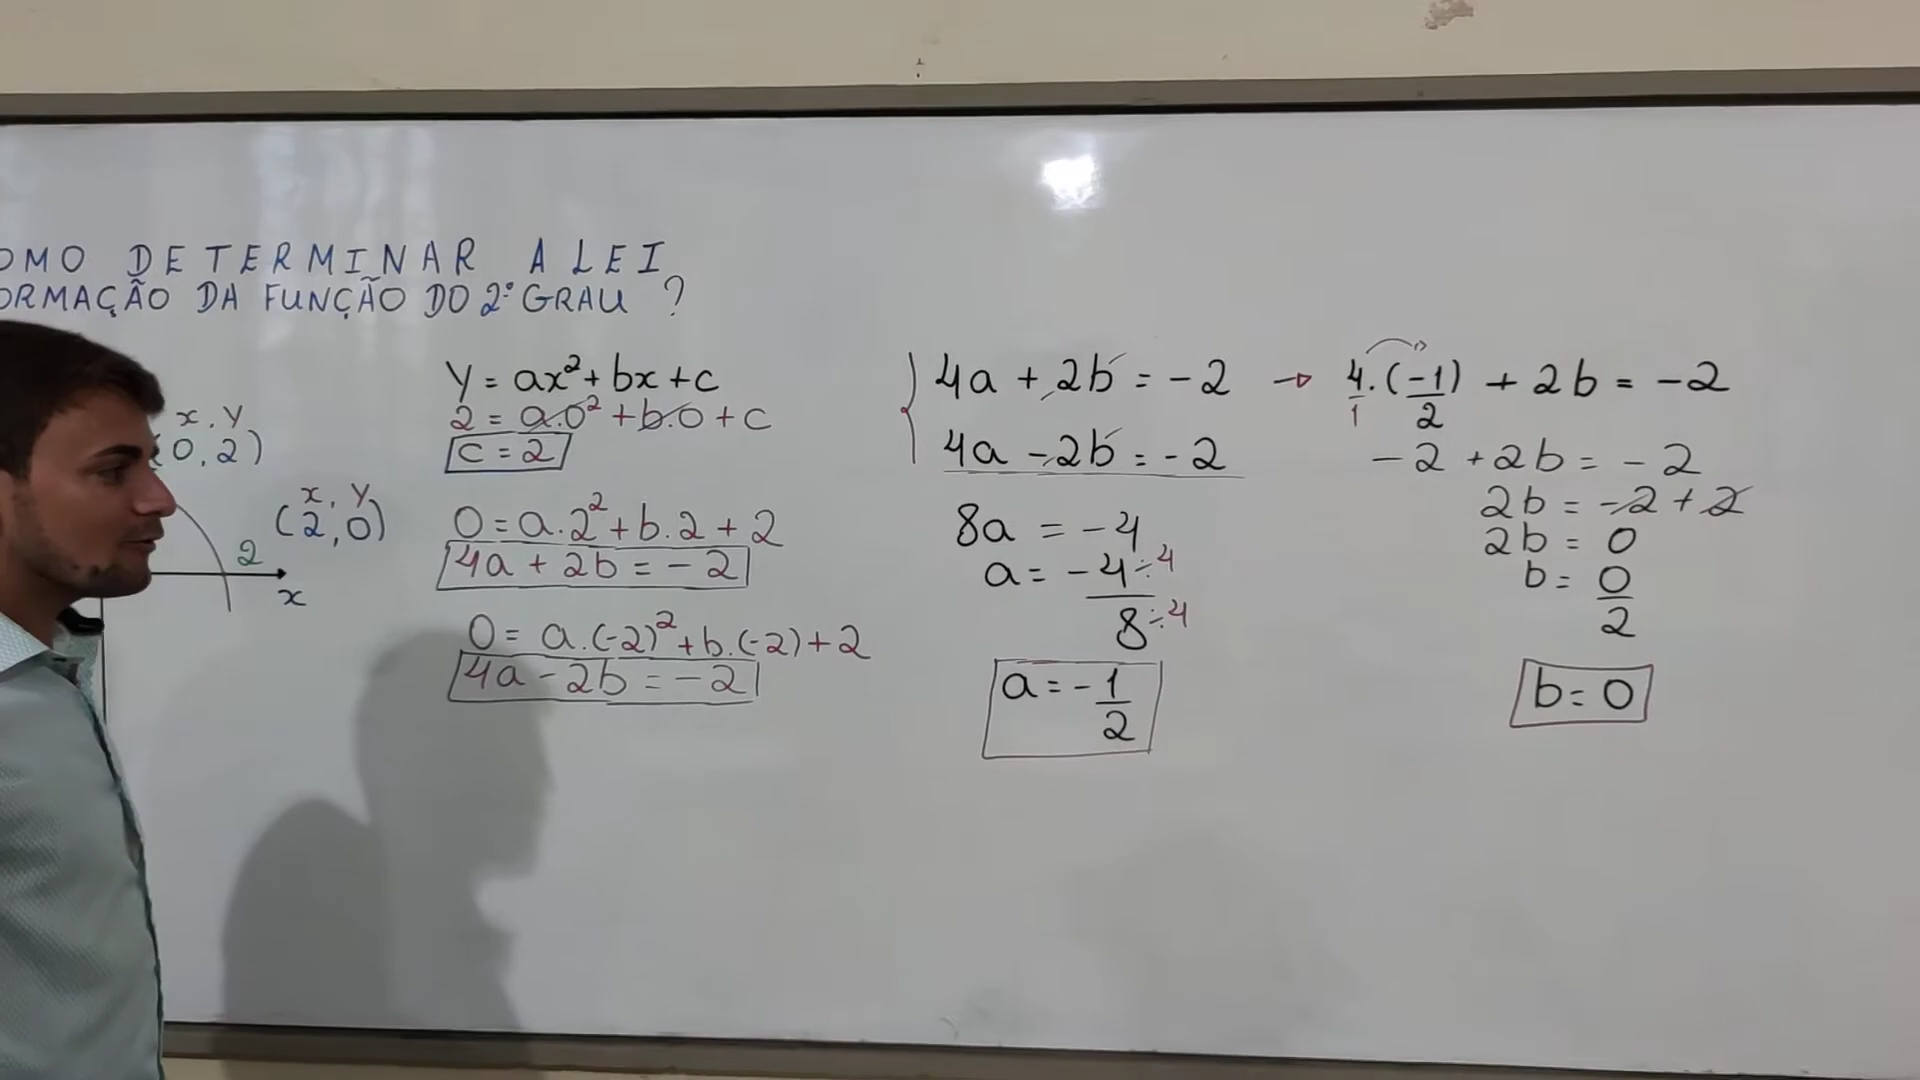 OMO DETERMINAR A LEI
ORMAÇÃO DA FUNÇÃO DO 2º GRAU ?
x, y
(0, 2)
x, y
(2, 0)
2
x
y = ax² + bx + c
2 = a.0² + b.0 + c
c = 2
0 = a.2² + b.2 + 2
4a + 2b = -2
0 = a.(-2)² + b.(-2) + 2
4a - 2b = -2
4a + 2b = -2 →
4a - 2b = -2
8a = -4
a = -4÷4/8÷4
a = -1/2
4/1.(-1/2) + 2b = -2
-2 + 2b = -2
2b = -2 + 2
2b = 0
b = 0/2
b = 0